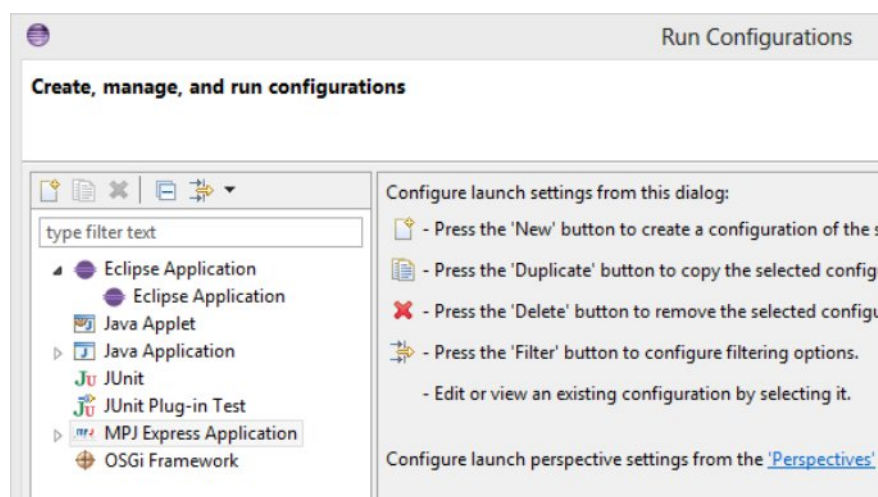 Run Configurations
Create, manage, and run configurations
type filter text
Eclipse Application
Eclipse Application
Java Applet
Java Application
JUnit
JUnit Plug-in Test
MPJ Express Application
OSGi Framework
Configure launch settings from this dialog:
- Press the 'New' button to create a configuration of the
- Press the 'Duplicate' button to copy the selected
- Press the 'Delete' button to remove the selected
- Press the 'Filter' button to configure filtering options.
- Edit or view an existing configuration by selecting it.
Configure launch perspective settings from the 'Perspectives'